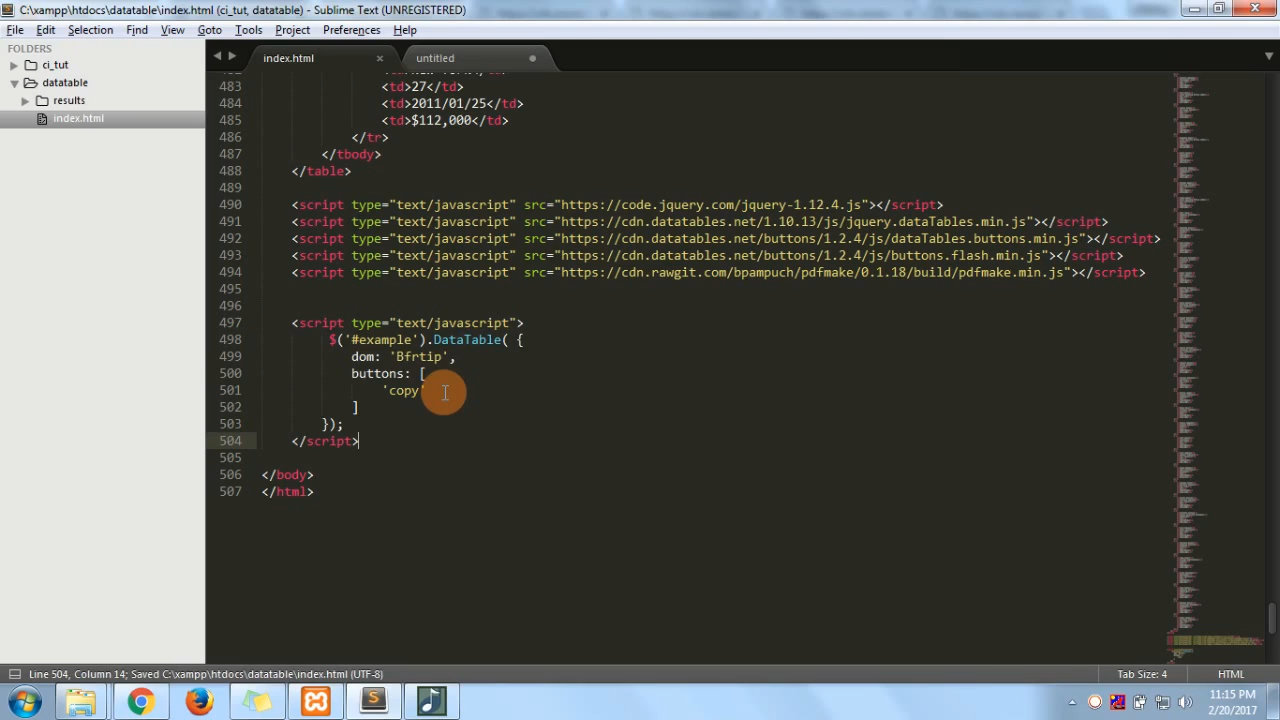 C:\xampp\htdocs\datatable\index.html (ci_tut, datatable) - Sublime Text (UNREGISTERED)
File Edit Selection Find View Goto Tools Project Preferences Help
FOLDERS
ci_tut
datatable
results
index.html
index.html × untitled
483 <td>27</td>
484 <td>2011/01/25</td>
485 <td>$112,000</td>
486 </tr>
487 </tbody>
488 </table>
489
490 <script type="text/javascript" src="https://code.jquery.com/jquery-1.12.4.js"></script>
491 <script type="text/javascript" src="https://cdn.datatables.net/1.10.13/js/jquery.dataTables.min.js"></script>
492 <script type="text/javascript" src="https://cdn.datatables.net/buttons/1.2.4/js/dataTables.buttons.min.js"></script>
493 <script type="text/javascript" src="https://cdn.datatables.net/buttons/1.2.4/js/buttons.flash.min.js"></script>
494 <script type="text/javascript" src="https://cdn.rawgit.com/bpampuch/pdfmake/0.1.18/build/pdfmake.min.js"></script>
495
496
497 <script type="text/javascript">
498 $('#example').DataTable( {
499 dom: 'Bfrtip',
500 buttons: [
501 'copy'
502 ]
503 });
504 </script>
505
506 </body>
507 </html>
Line 504, Column 14; Saved C:\xampp\htdocs\datatable\index.html (UTF-8) Tab Size: 4 HTML
11:15 PM
2/20/2017